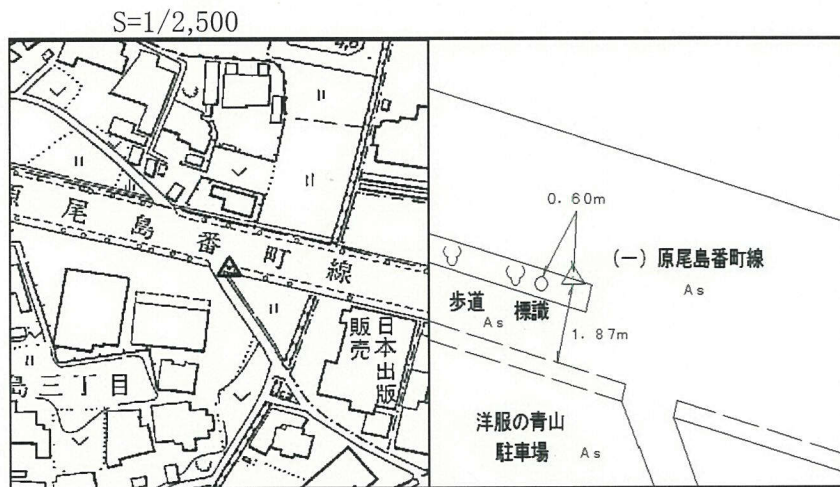 S=1/2,500
原尾島番町線
日本出版
販売
島三丁目
0.60m
(一)原尾島番町線
As
歩道
標識
As
1.87m
洋服の青山
駐車場
As